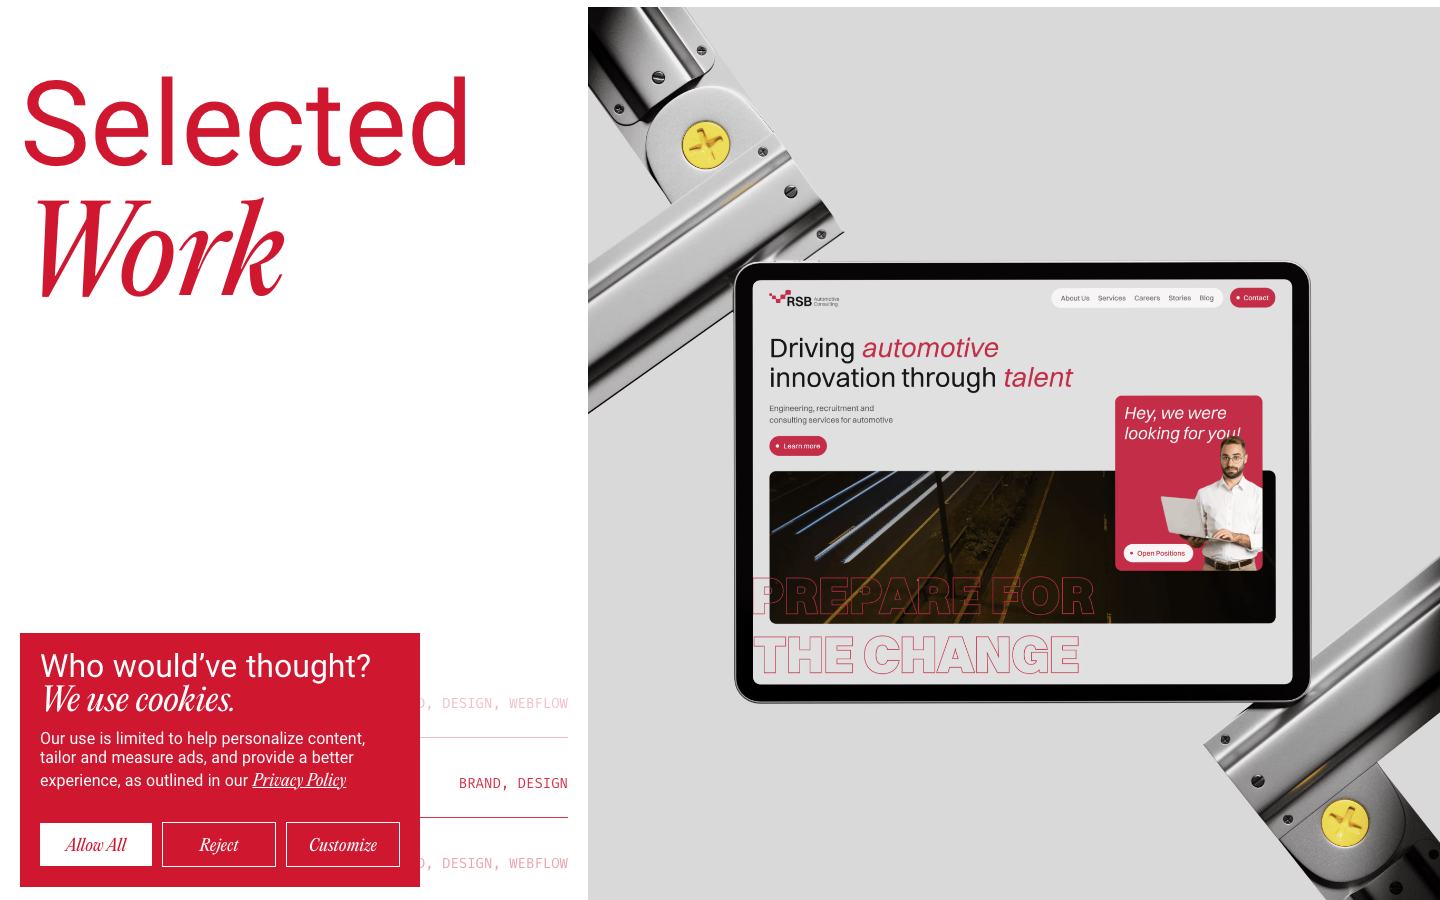 Selected
Work
Who would’ve thought?
We use cookies.
Our use is limited to help personalize content,
tailor and measure ads, and provide a better
experience, as outlined in our Privacy Policy
Allow All
Reject
Customize
DESIGN, WEBFLOW
BRAND, DESIGN
DESIGN, WEBFLOW
RSB Automotive
Consulting
About Us Services Careers Stories Blog
Contact
Driving automotive
innovation through talent
Engineering, recruitment and
consulting services for automotive
Learn more
Hey, we were
looking for you!
Open Positions
PREPARE FOR
THE CHANGE